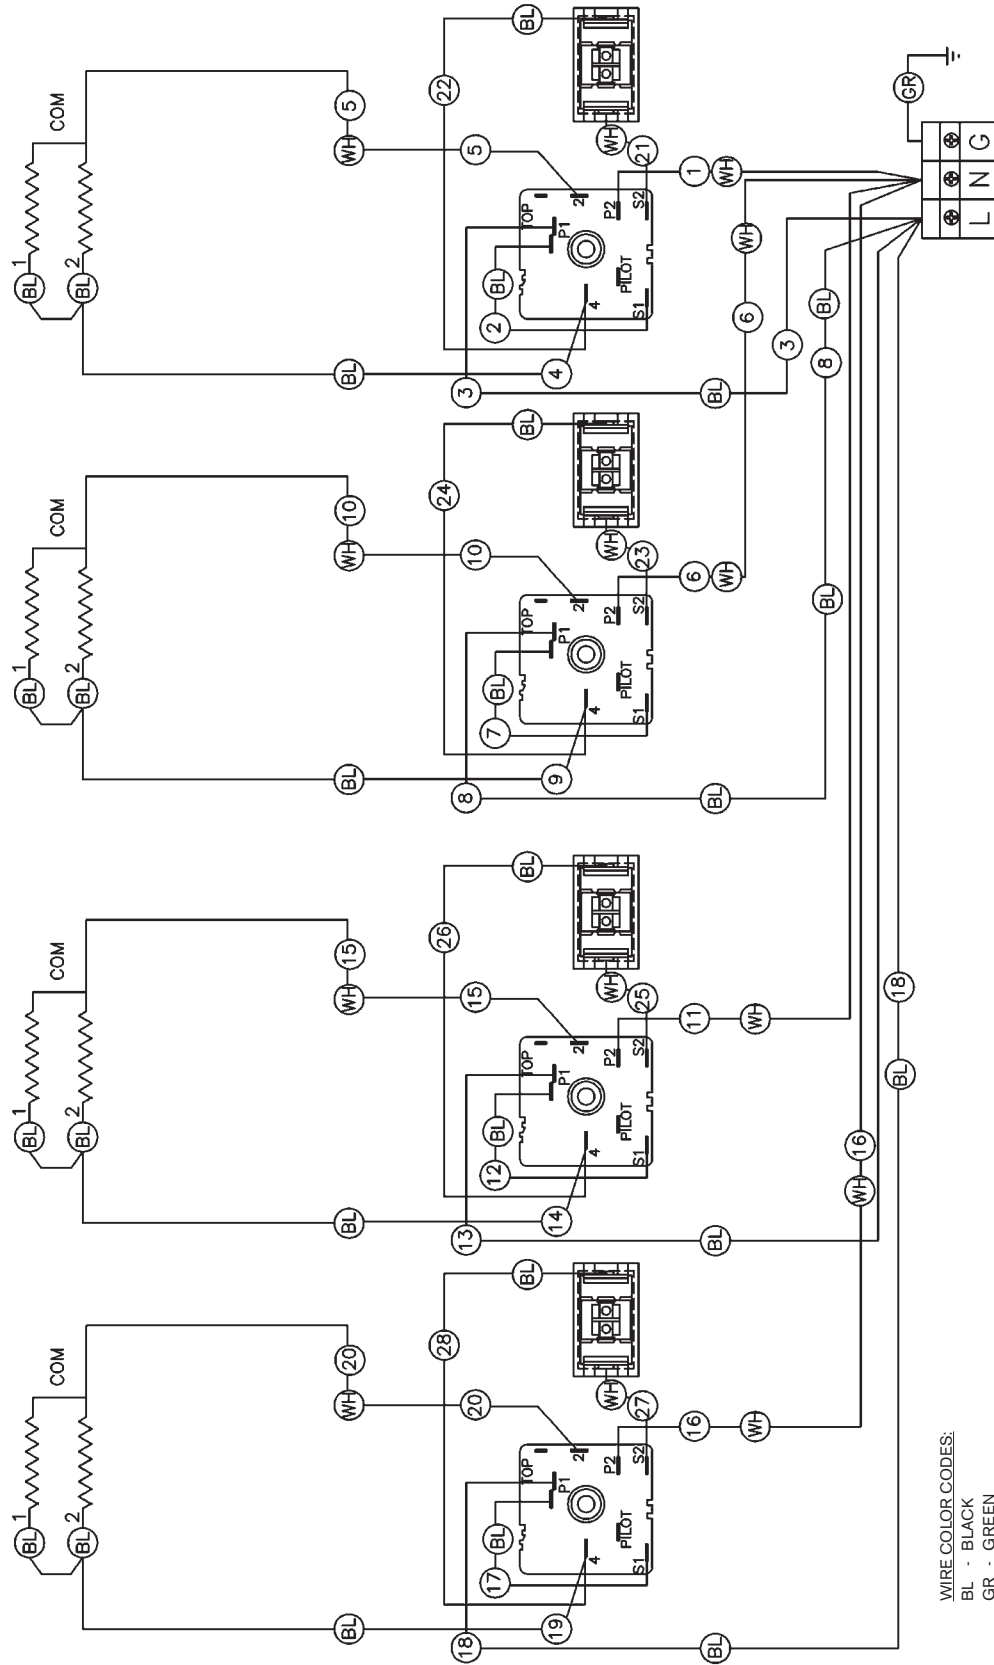 BL 1 BL 1 BL 1 BL 1
COM COM COM COM
BL 2 BL 2 BL 2 BL 2
BL WH 20 BL WH 15 BL WH 10 BL WH 5
28 26 24 22
18 20 13 15 8 10 3 5
17 BL 12 BL 7 BL 2 BL
TOP BL TOP BL TOP BL TOP BL
19 P1 14 P1 9 P1 4 P1
4 2 4 2 4 2 4 2
P2 WH P2 WH P2 WH P2 WH
PILOT PILOT PILOT PILOT
S1 S2 27 S1 S2 25 S1 S2 23 S1 S2 21
16 11 6 1
BL BL BL WH BL WH
WH WH 6 WH
3
BL 8 BL
WH 16
BL 18 GR
L N G
WIRE COLOR CODES:
BL - BLACK
GR - GREEN